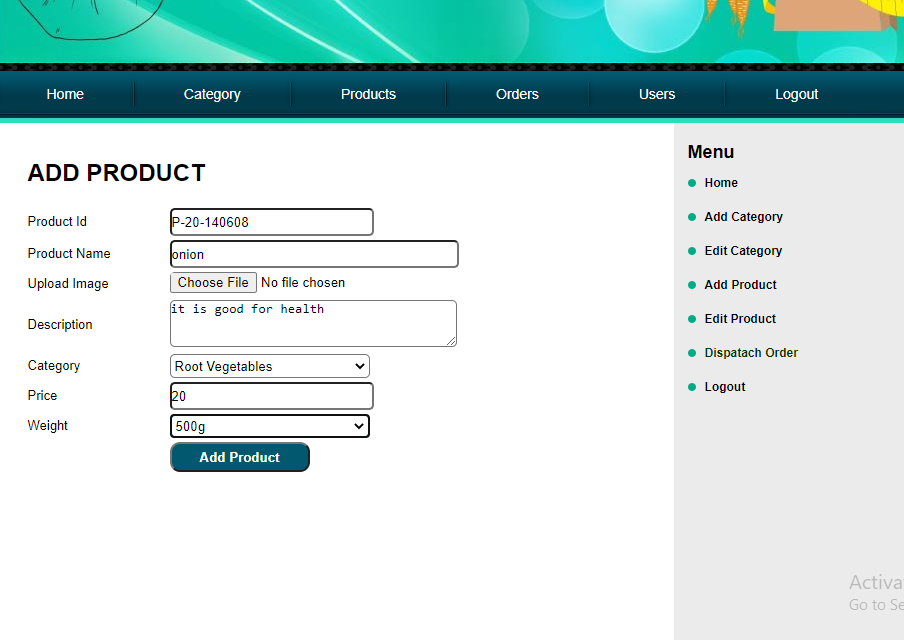 Home Category Products Orders Users Logout
ADD PRODUCT
Product Id P-20-140608
Product Name onion
Upload Image Choose File No file chosen
Description it is good for health
Category Root Vegetables
Price 20
Weight 500g
Add Product
Menu
Home
Add Category
Edit Category
Add Product
Edit Product
Dispatach Order
Logout
Activa
Go to Se